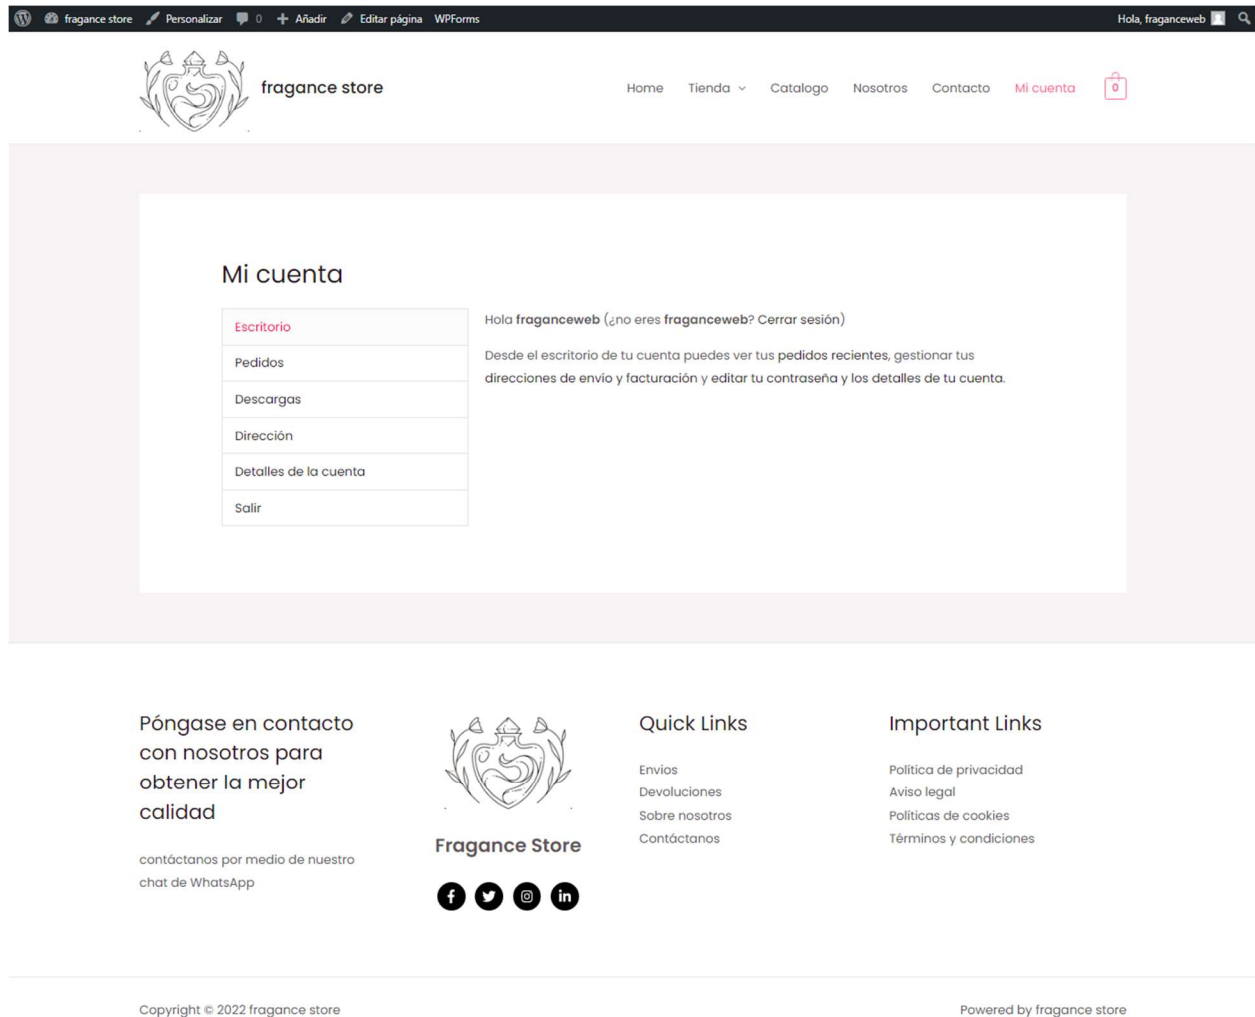 fragance store Personalizar 0 Añadir Editar página WPForms Hola, fraganceweb
fragance store
Home Tienda Catalogo Nosotros Contacto Mi cuenta 0
Mi cuenta
Escritorio
Pedidos
Descargas
Dirección
Detalles de la cuenta
Salir
Hola fraganceweb (¿no eres fraganceweb? Cerrar sesión)
Desde el escritorio de tu cuenta puedes ver tus pedidos recientes, gestionar tus
direcciones de envío y facturación y editar tu contraseña y los detalles de tu cuenta.
Póngase en contacto
con nosotros para
obtener la mejor
calidad
contáctanos por medio de nuestro
chat de WhatsApp
Fragance Store
Quick Links
Envios
Devoluciones
Sobre nosotros
Contáctanos
Important Links
Política de privacidad
Aviso legal
Políticas de cookies
Términos y condiciones
Copyright © 2022 fragance store
Powered by fragance store